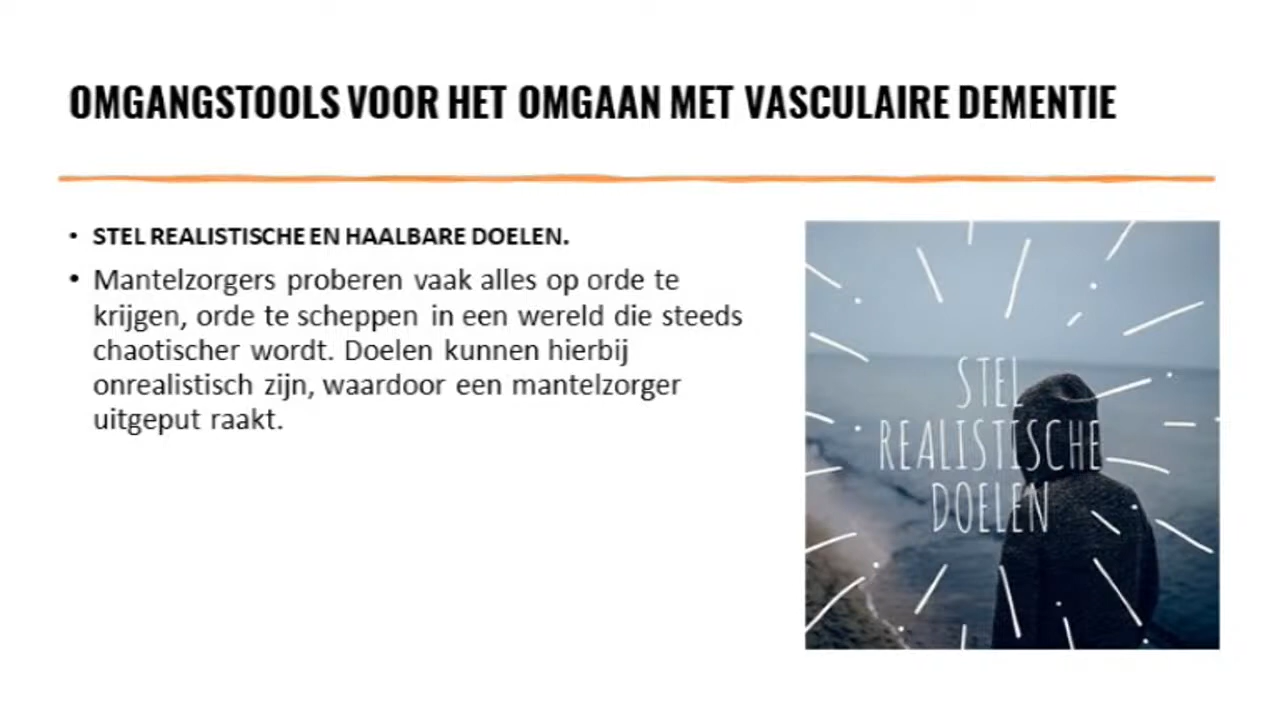 OMGANGSTOOLS VOOR HET OMGAAN MET VASCULAIRE DEMENTIE
• STEL REALISTISCHE EN HAALBARE DOELEN.
• Mantelzorgers proberen vaak alles op orde te
krijgen, orde te scheppen in een wereld die steeds
chaotischer wordt. Doelen kunnen hierbij
onrealistisch zijn, waardoor een mantelzorger
uitgeput raakt.
STEL
REALISTISCHE
DOELEN